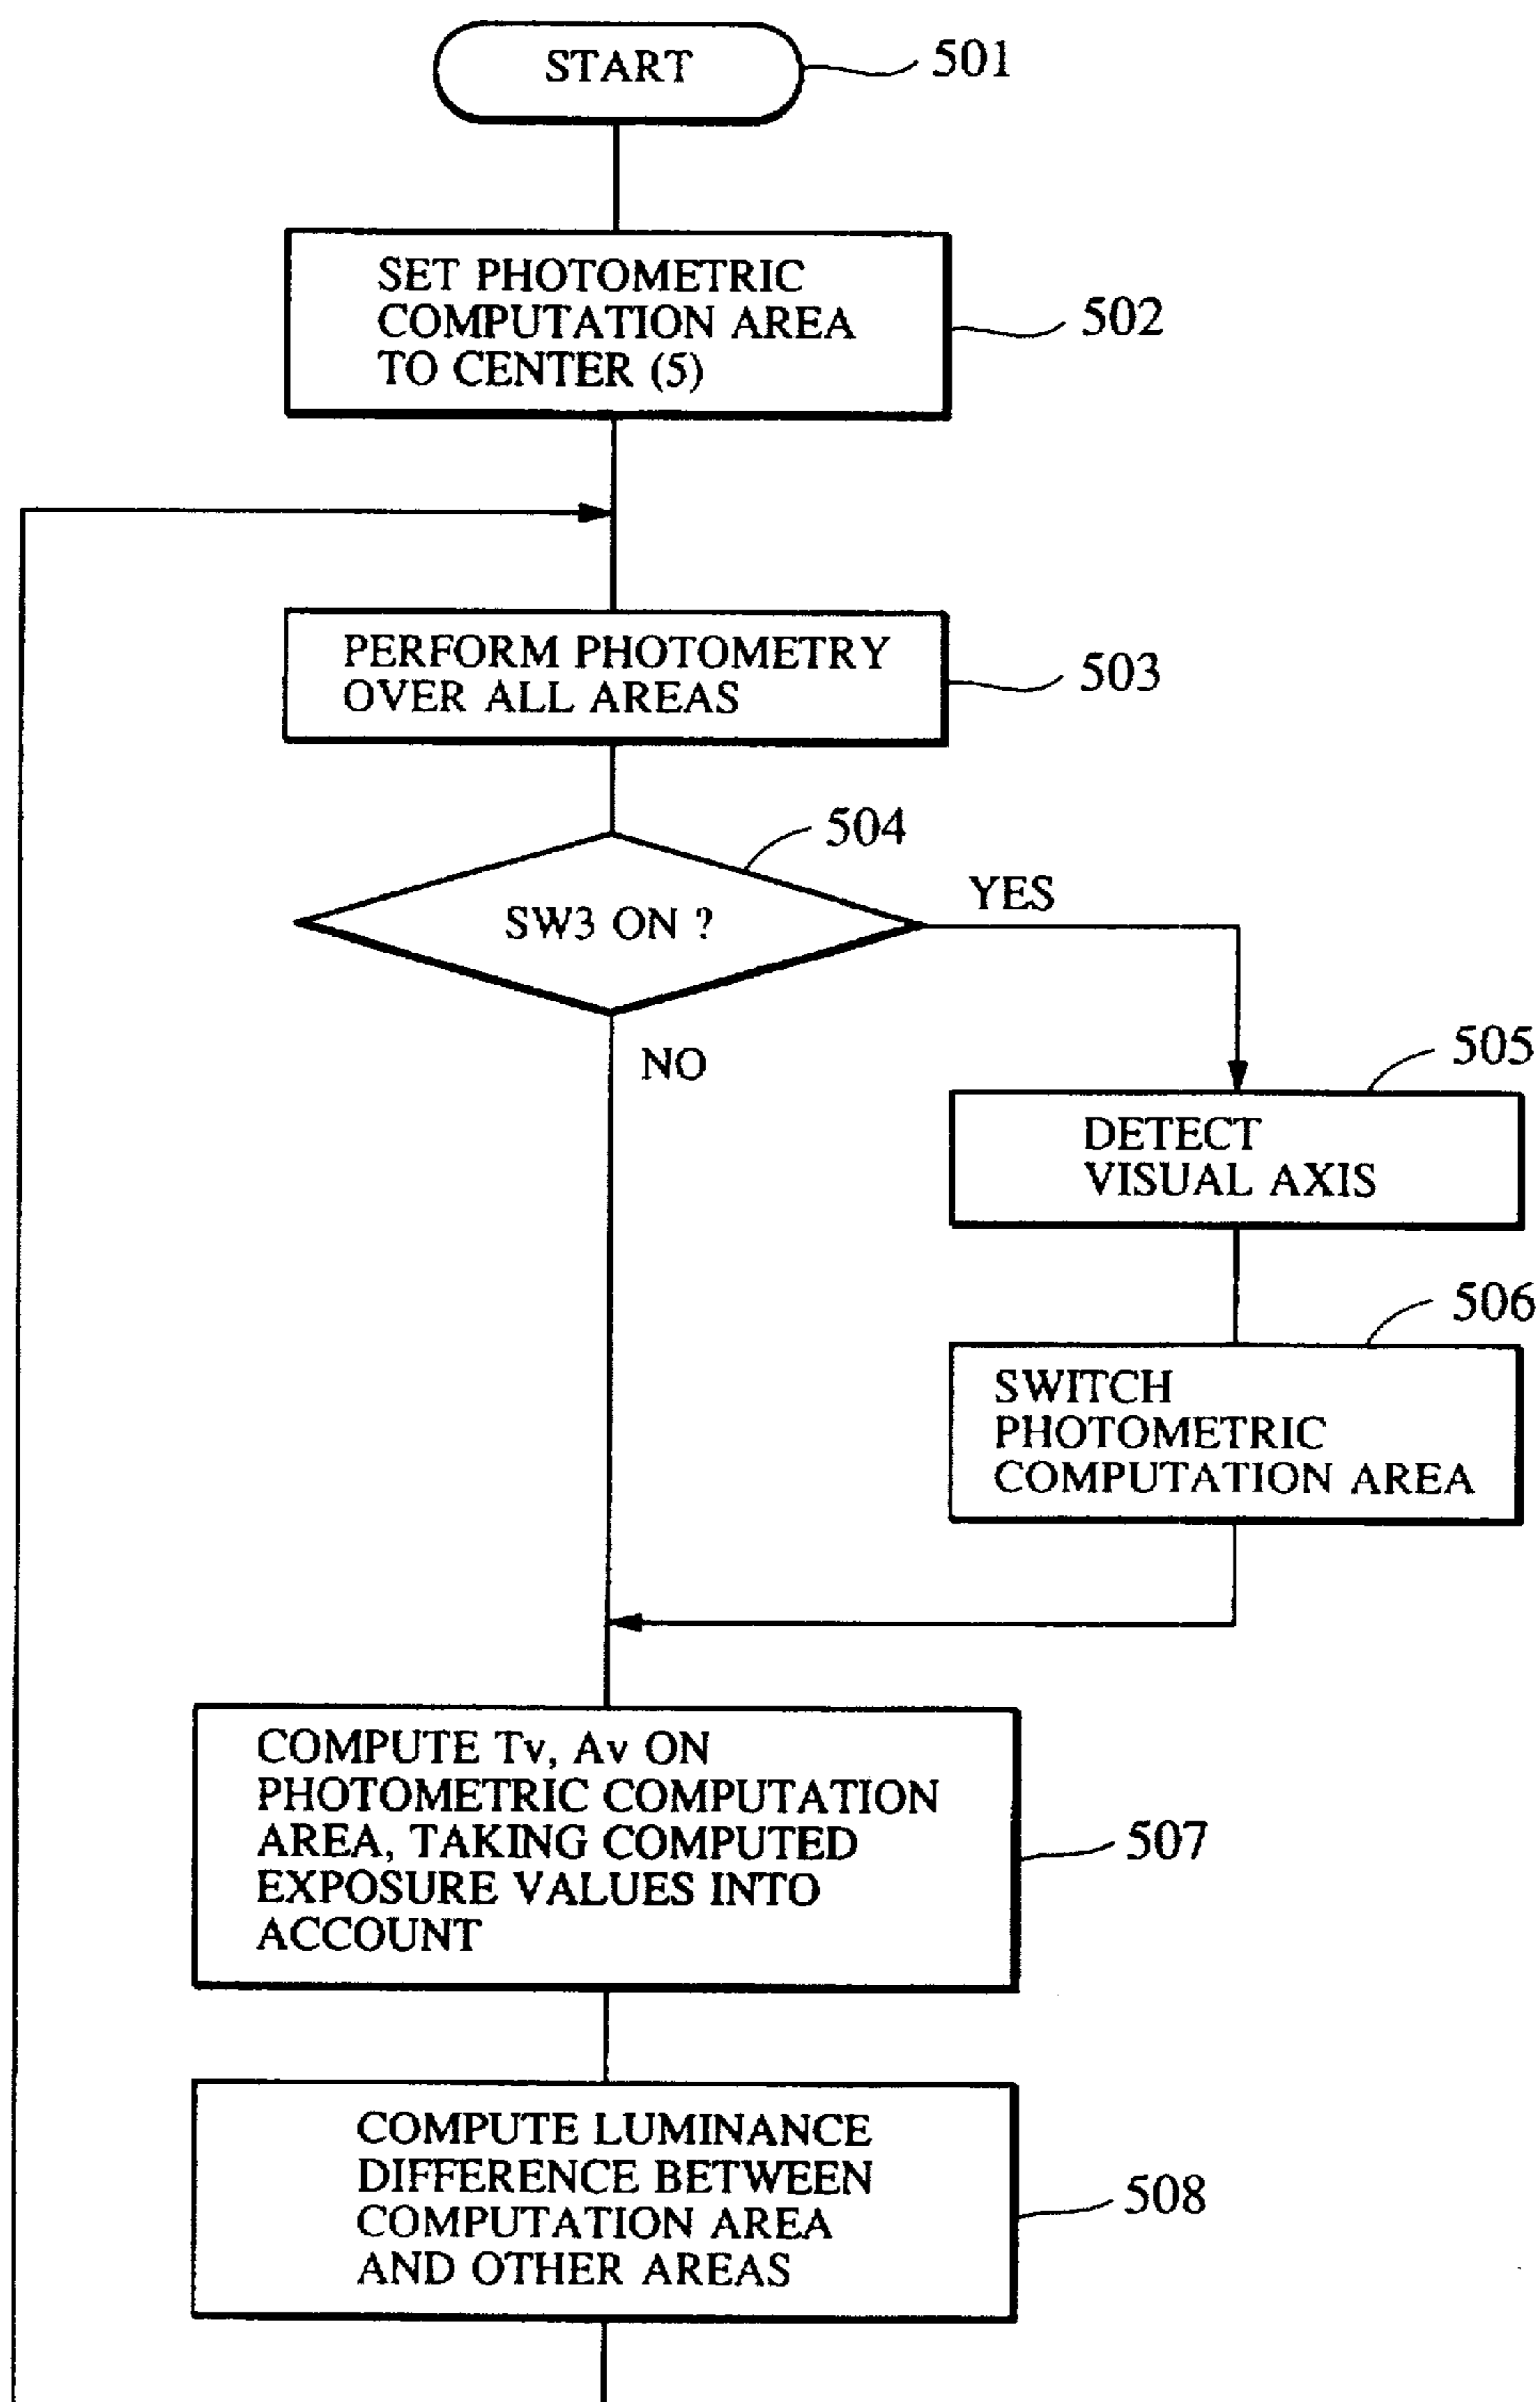 START
501
SET PHOTOMETRIC
COMPUTATION AREA
TO CENTER (5)
502
PERFORM PHOTOMETRY
OVER ALL AREAS
503
504
SW3 ON ?
YES
NO
505
DETECT
VISUAL AXIS
506
SWITCH
PHOTOMETRIC
COMPUTATION AREA
COMPUTE Tv, Av ON
PHOTOMETRIC COMPUTATION
AREA, TAKING COMPUTED
EXPOSURE VALUES INTO
ACCOUNT
507
COMPUTE LUMINANCE
DIFFERENCE BETWEEN
COMPUTATION AREA
AND OTHER AREAS
508